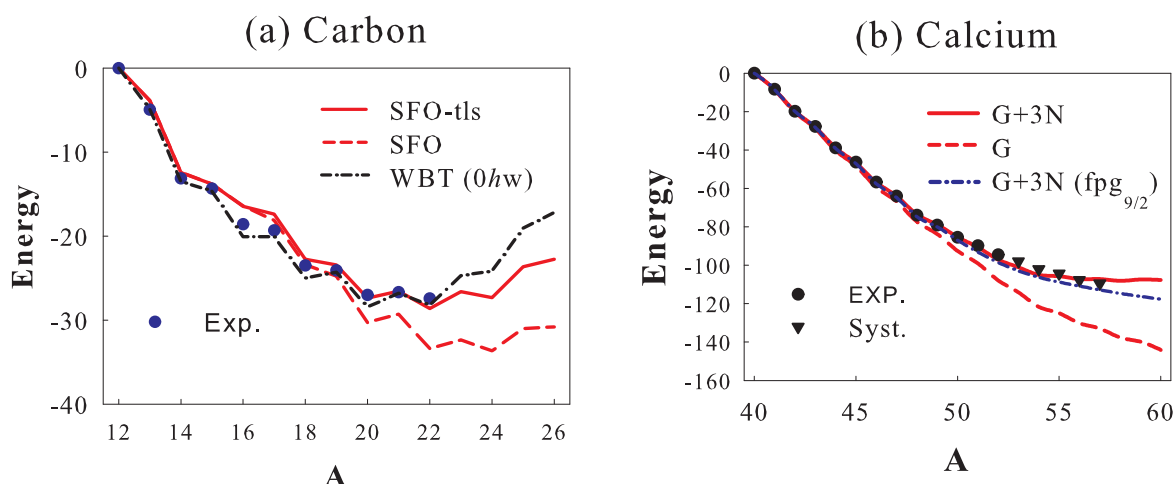 (a) Carbon
Energy
0
-10
-20
-30
-40
SFO-tls
SFO
WBT (0hw)
Exp.
12 14 16 18 20 22 24 26
A
(b) Calcium
Energy
0
-20
-40
-60
-80
-100
-120
-140
-160
G+3N
G
G+3N (fpg9/2)
EXP.
Syst.
40 45 50 55 60
A